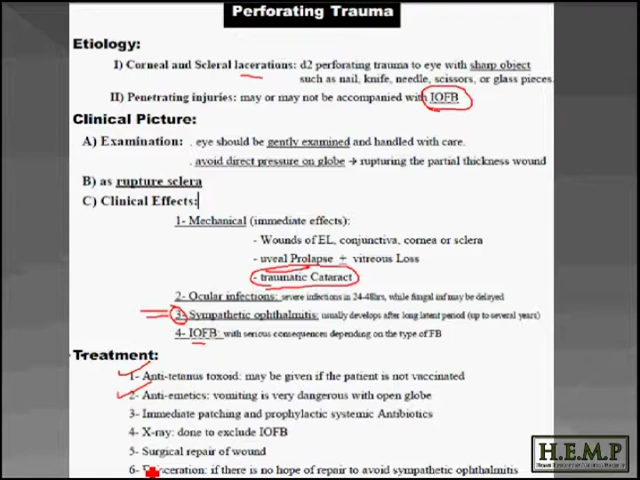 Perforating Trauma
Etiology:
I) Corneal and Scleral lacerations: d2 perforating trauma to eye with sharp object
such as nail, knife, needle, scissors, or glass pieces.
II) Penetrating injuries: may or may not be accompanied with IOFB
Clinical Picture:
A) Examination: . eye should be gently examined and handled with care.
. avoid direct pressure on globe → rupturing the partial thickness wound
B) as rupture sclera
C) Clinical Effects:
1- Mechanical (immediate effects):
- Wounds of EL, conjunctiva, cornea or sclera
- uveal Prolapse + vitreous Loss
- traumatic Cataract
2- Ocular infections: severe infections in 24-48hrs, while fungal inf may be delayed
3- Sympathetic ophthalmitis: usually develops after long latent period (up to several years)
4- IOFB: with serious consequences depending on the type of FB
Treatment:
1- Anti-tetanus toxoid: may be given if the patient is not vaccinated
2- Anti-emetics: vomiting is very dangerous with open globe
3- Immediate patching and prophylactic systemic Antibiotics
4- X-ray: done to exclude IOFB
5- Surgical repair of wound
6- if there is no hope of repair to avoid sympathetic ophthalmitis
H.E.M.P